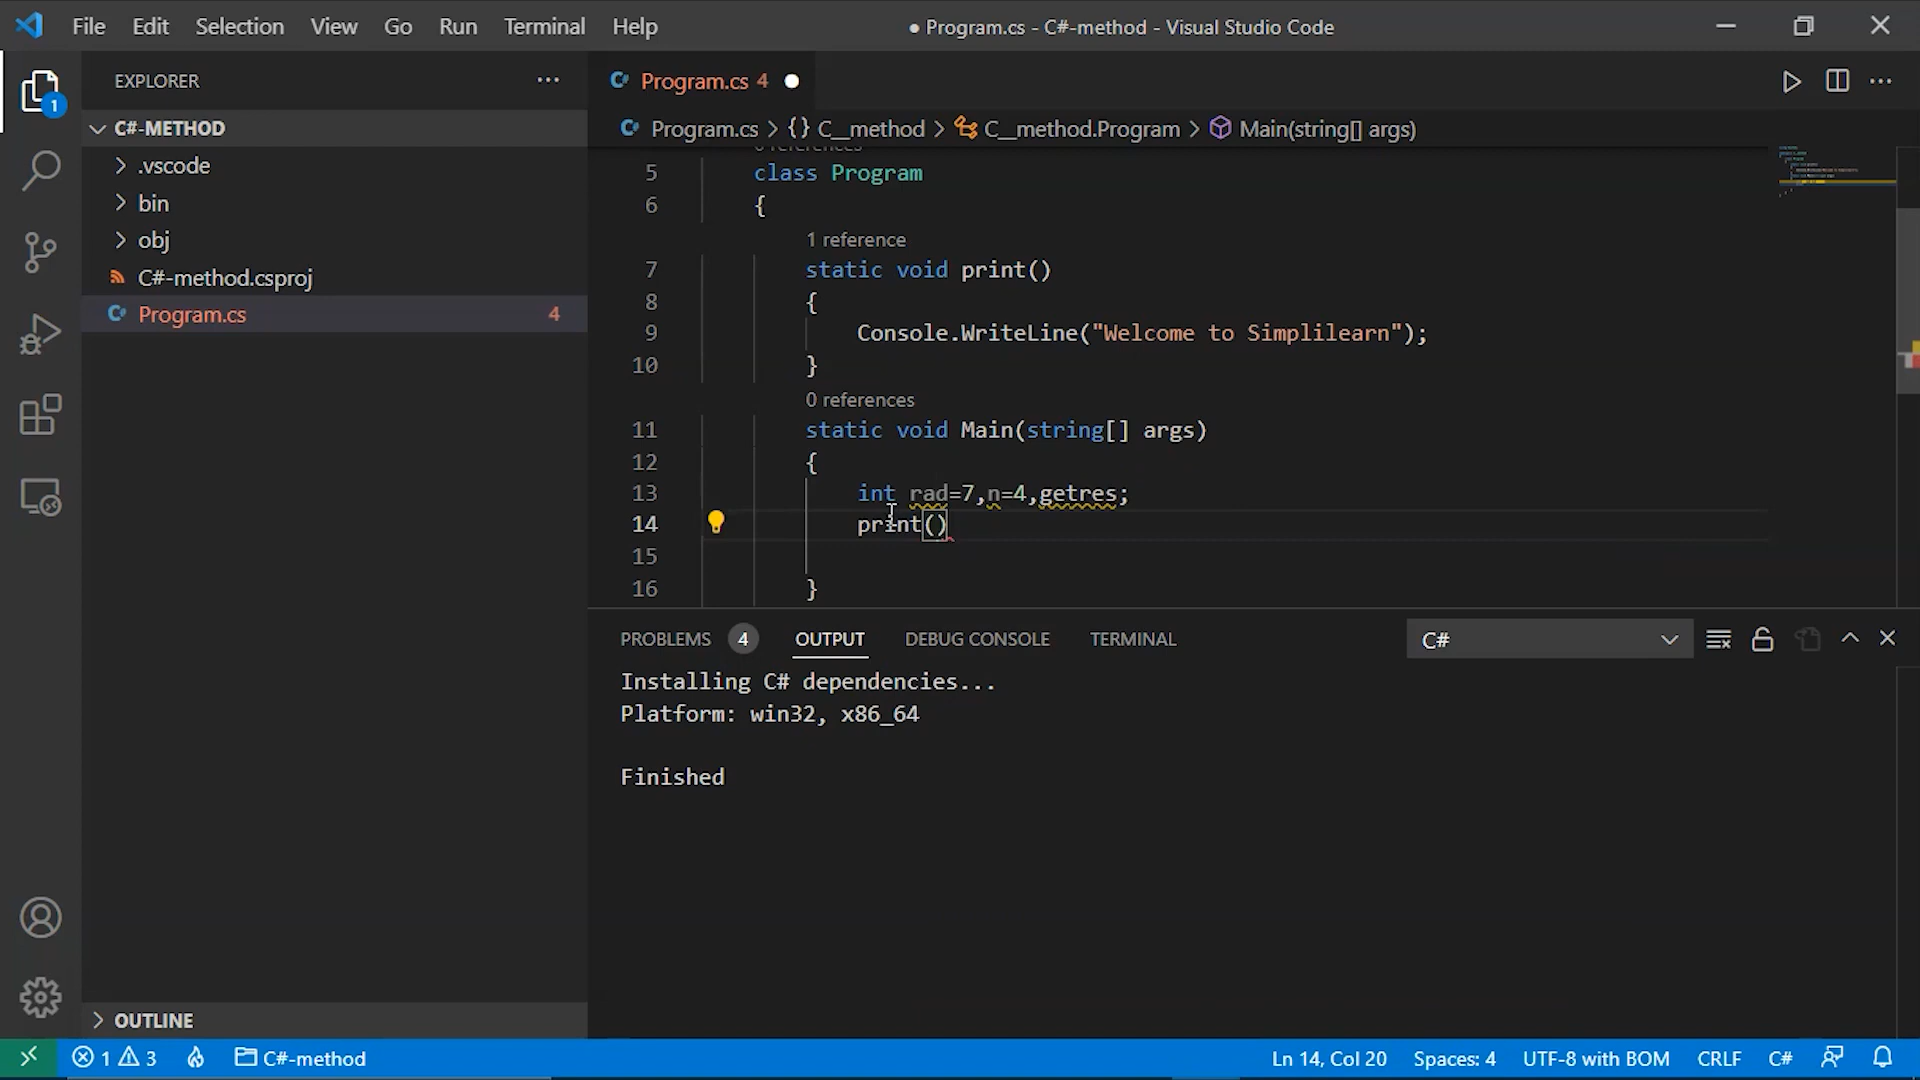 File Edit Selection View Go Run Terminal Help
● Program.cs - C#-method - Visual Studio Code
EXPLORER
Program.cs 4
1
C#-METHOD
Program.cs > {} C__method > C__method.Program > Main(string[] args)
.vscode
bin
obj
C#-method.csproj
Program.cs 4
0 references
5 class Program
6 {
1 reference
7 static void print()
8 {
9 Console.WriteLine("Welcome to Simplilearn");
10 }
0 references
11 static void Main(string[] args)
12 {
13 int rad=7,n=4,getres;
14 print()
15
16 }
PROBLEMS 4 OUTPUT DEBUG CONSOLE TERMINAL
C#
Installing C# dependencies...
Platform: win32, x86_64
Finished
OUTLINE
1 3 C#-method
Ln 14, Col 20 Spaces: 4 UTF-8 with BOM CRLF C#